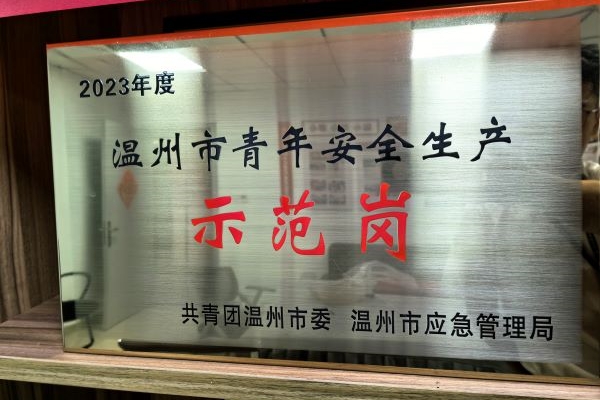 2023年度
温州市青年安全生产
示范岗
共青团温州市委 温州市应急管理局